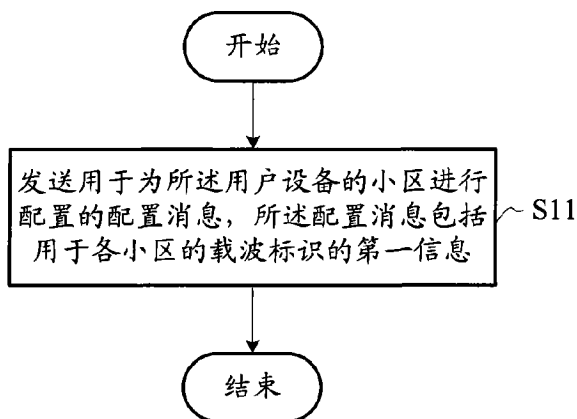 开始
发送用于为所述用户设备的小区进行
配置的配置消息，所述配置消息包括
用于各小区的载波标识的第一信息
S11
结束